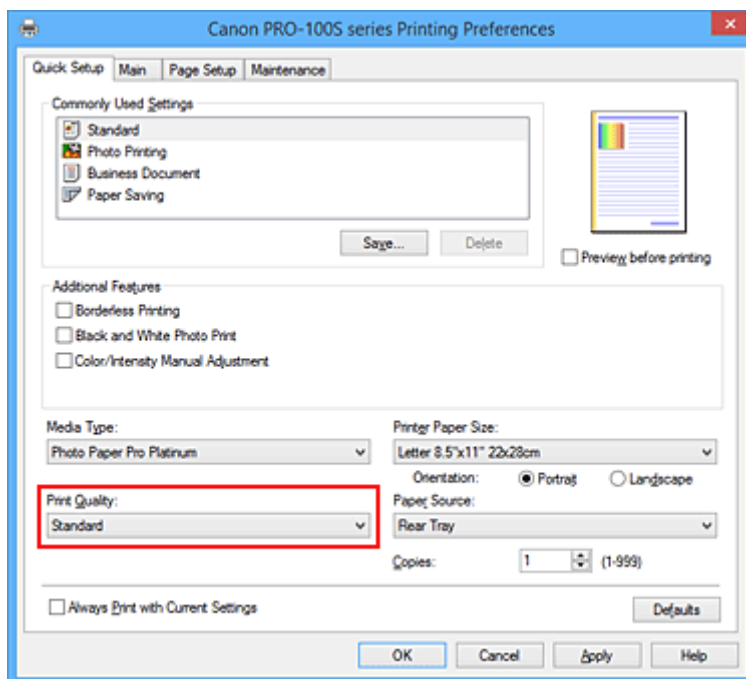 Canon PRO-100S series Printing Preferences
Quick Setup Main Page Setup Maintenance
Commonly Used Settings
Standard
Photo Printing
Business Document
Paper Saving
Save... Delete
Preview before printing
Additional Features
Borderless Printing
Black and White Photo Print
Color/Intensity Manual Adjustment
Media Type: Printer Paper Size:
Photo Paper Pro Platinum Letter 8.5"x11" 22x28cm
Orientation: Portrait Landscape
Print Quality: Paper Source:
Standard Rear Tray
Copies: 1 (1-999)
Always Print with Current Settings Defaults
OK Cancel Apply Help